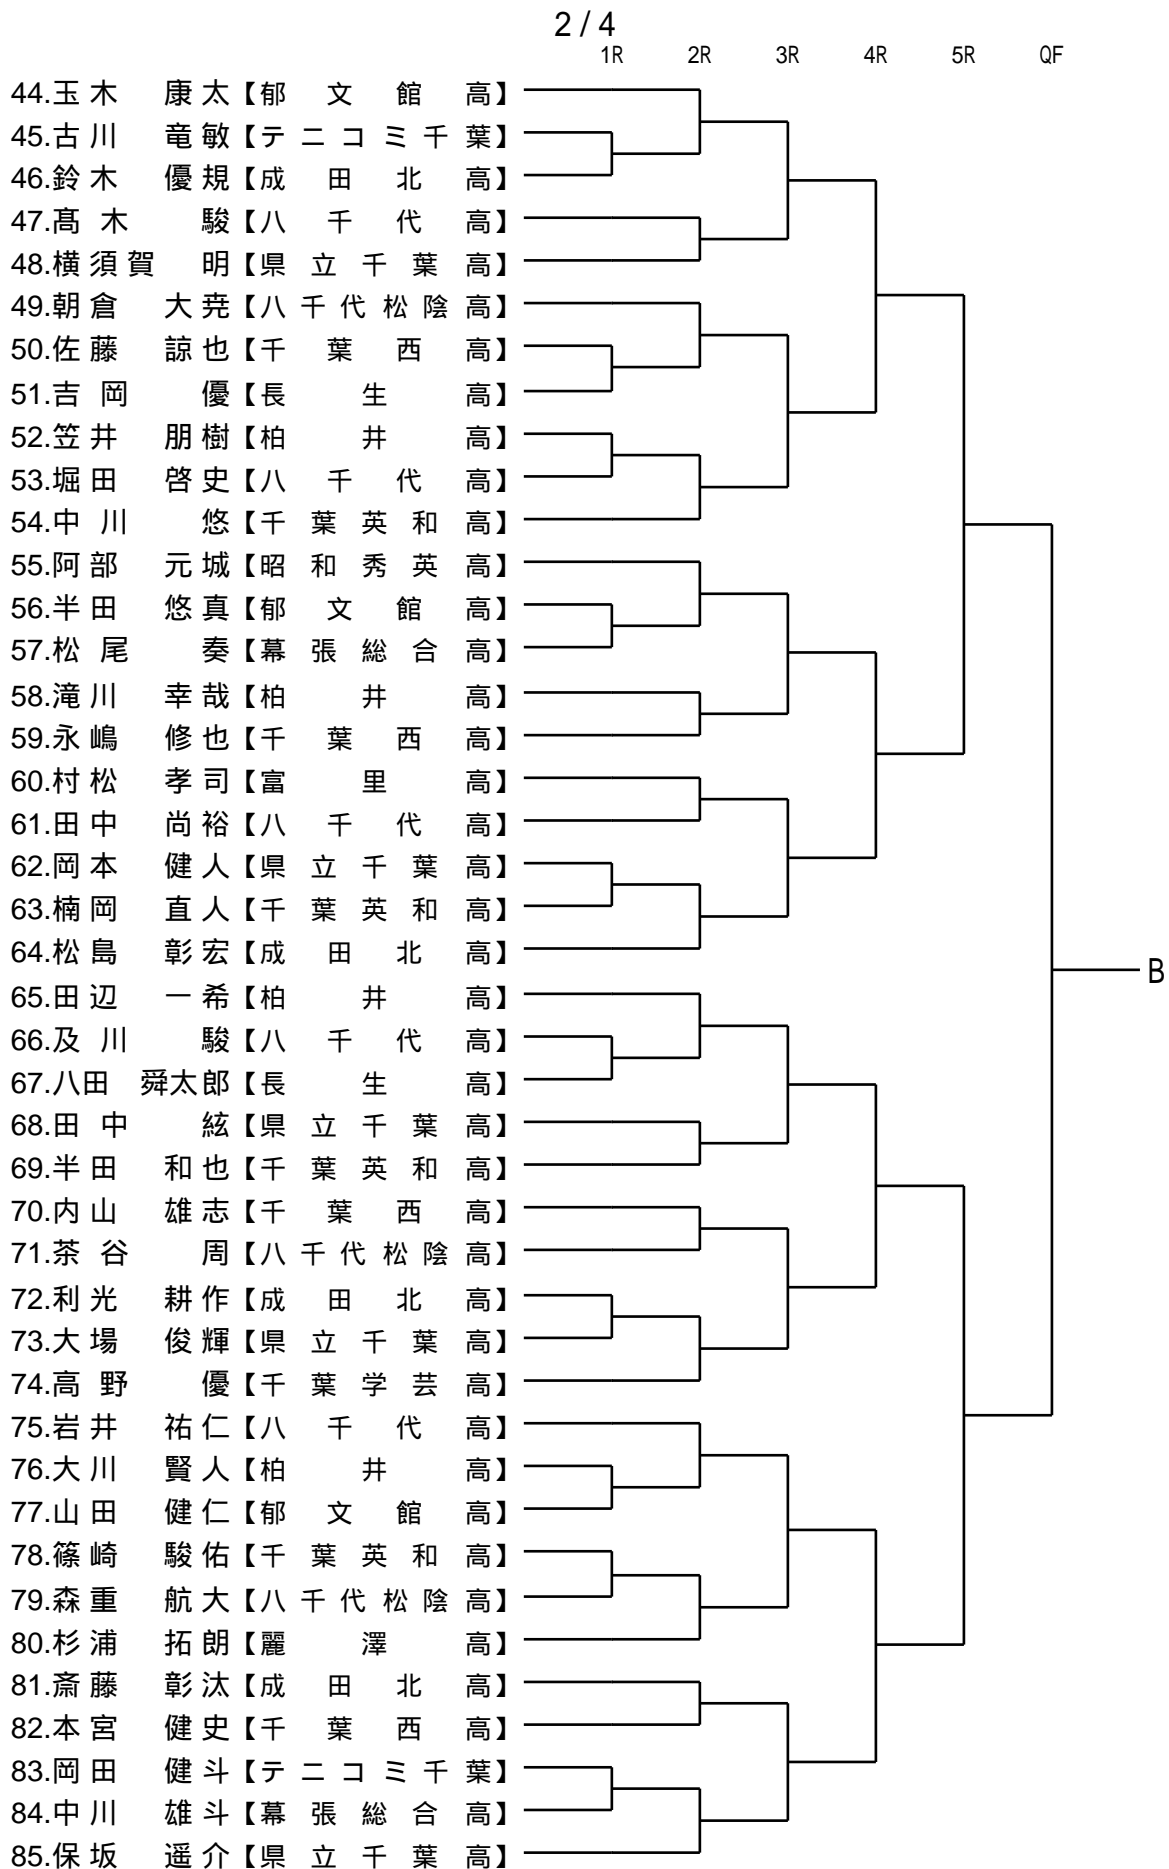 2 / 4
1R 2R 3R 4R 5R QF
44.玉木 康太【郁文館高】
45.古川 竜敏【テニコミ千葉】
46.鈴木 優規【成田北高】
47.髙木 駿【八千代高】
48.横須賀 明【県立千葉高】
49.朝倉 大尭【八千代松陰高】
50.佐藤 諒也【千葉西高】
51.吉岡 優【長生高】
52.笠井 朋樹【柏井高】
53.堀田 啓史【八千代高】
54.中川 悠【千葉英和高】
55.阿部 元城【昭和秀英高】
56.半田 悠真【郁文館高】
57.松尾 奏【幕張総合高】
58.滝川 幸哉【柏井高】
59.永嶋 修也【千葉西高】
60.村松 孝司【富里高】
61.田中 尚裕【八千代高】
62.岡本 健人【県立千葉高】
63.楠岡 直人【千葉英和高】
64.松島 彰宏【成田北高】
B
65.田辺 一希【柏井高】
66.及川 駿【八千代高】
67.八田 舜太郎【長生高】
68.田中 絃【県立千葉高】
69.半田 和也【千葉英和高】
70.内山 雄志【千葉西高】
71.茶谷 周【八千代松陰高】
72.利光 耕作【成田北高】
73.大場 俊輝【県立千葉高】
74.高野 優【千葉学芸高】
75.岩井 祐仁【八千代高】
76.大川 賢人【柏井高】
77.山田 健仁【郁文館高】
78.篠崎 駿佑【千葉英和高】
79.森重 航大【八千代松陰高】
80.杉浦 拓朗【麗澤高】
81.斎藤 彰汰【成田北高】
82.本宮 健史【千葉西高】
83.岡田 健斗【テニコミ千葉】
84.中川 雄斗【幕張総合高】
85.保坂 遥介【県立千葉高】